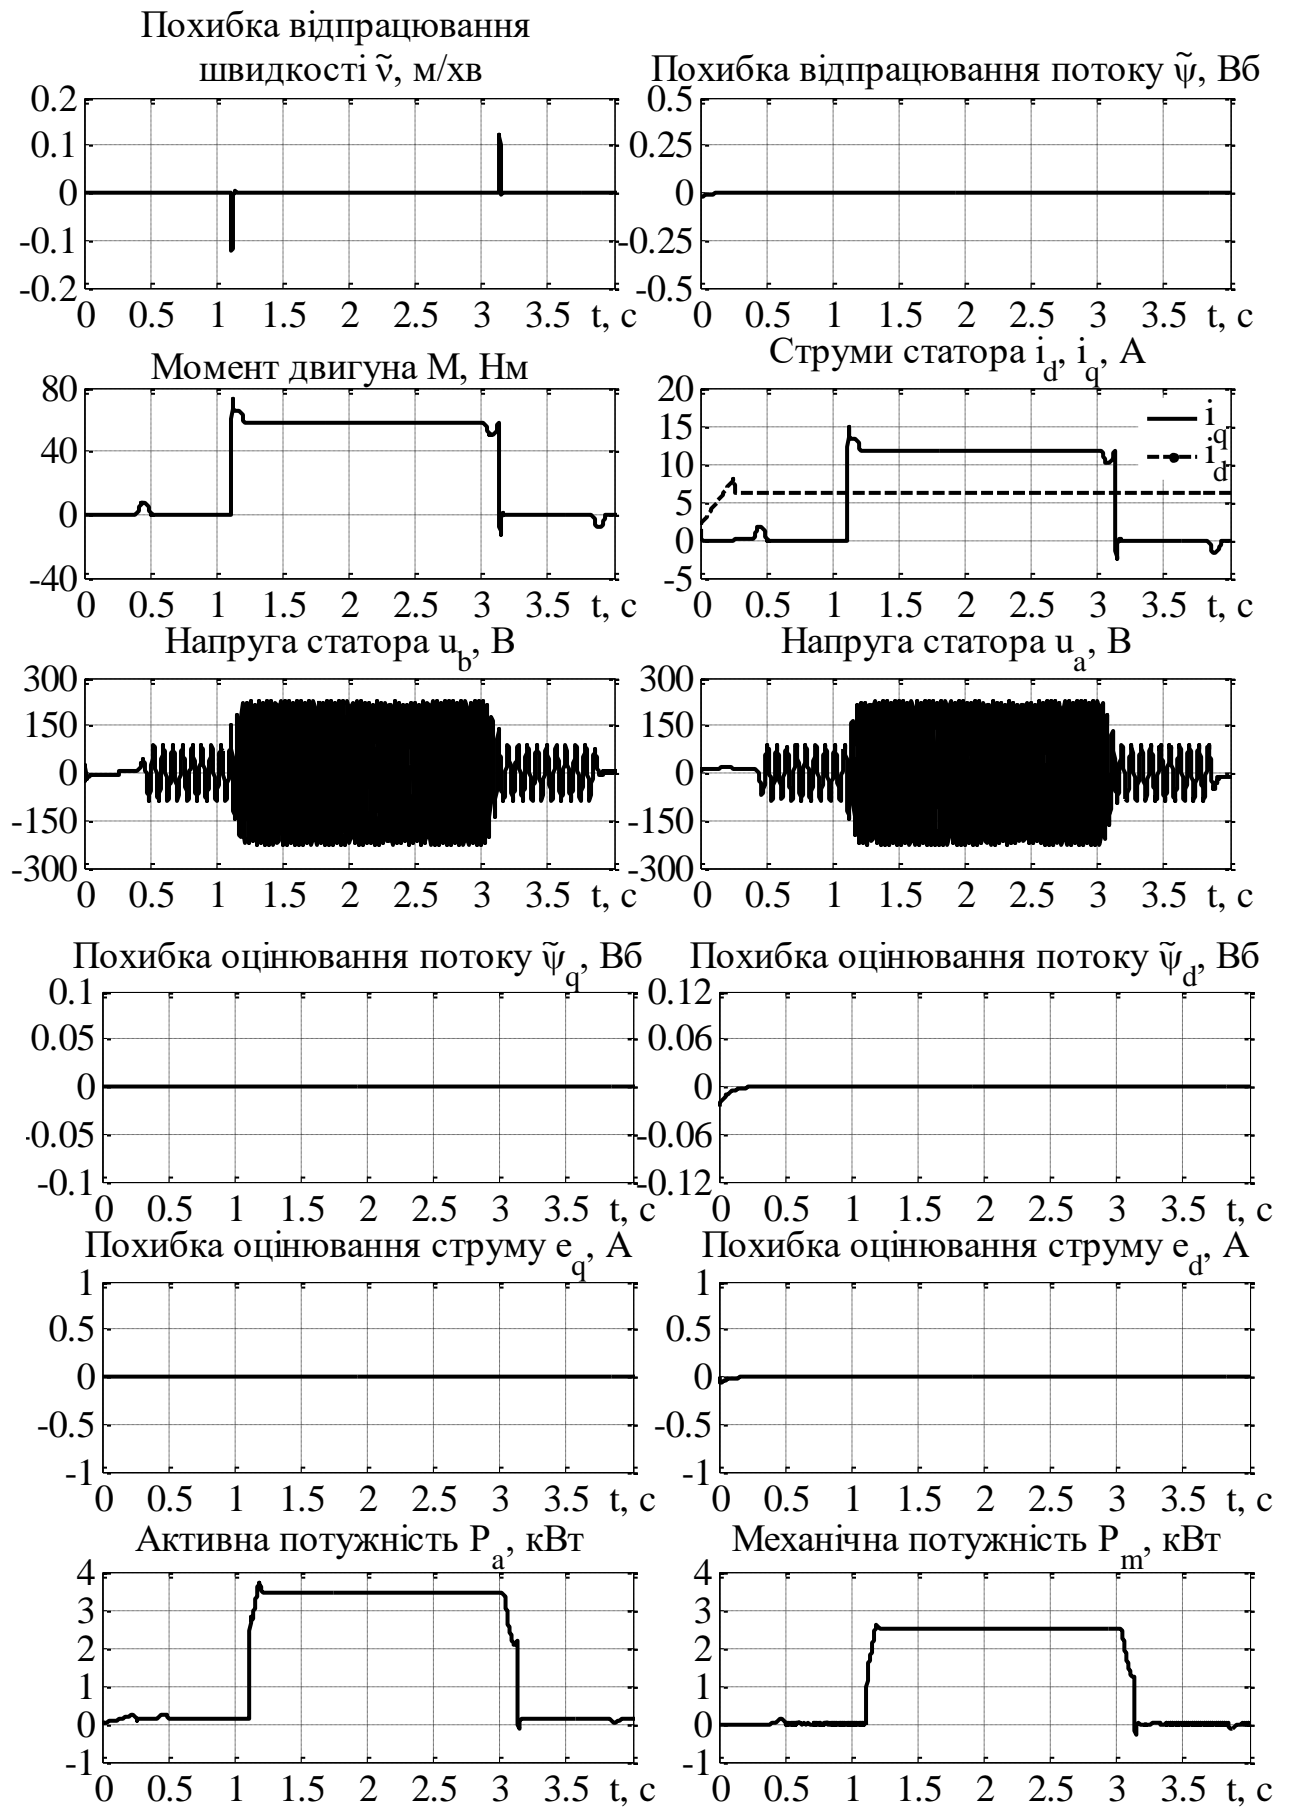 Похибка відпрацювання
швидкості ṽ, м/хв
0.2
0.1
0
-0.1
-0.2
0 0.5 1 1.5 2 2.5 3 3.5 t, с
Похибка відпрацювання потоку ψ̃, Вб
0.5
0.25
0
-0.25
-0.5
0 0.5 1 1.5 2 2.5 3 3.5 t, с
Момент двигуна М, Нм
80
40
0
-40
0 0.5 1 1.5 2 2.5 3 3.5 t, с
Струми статора i_d, i_q, А
20
15
10
5
0
-5
i_q
i_d
0 0.5 1 1.5 2 2.5 3 3.5 t, с
Напруга статора u_b, В
300
150
0
-150
-300
0 0.5 1 1.5 2 2.5 3 3.5 t, с
Напруга статора u_a, В
300
150
0
-150
-300
0 0.5 1 1.5 2 2.5 3 3.5 t, с
Похибка оцінювання потоку ψ̃_q, Вб
0.1
0.05
0
-0.05
-0.1
0 0.5 1 1.5 2 2.5 3 3.5 t, с
Похибка оцінювання потоку ψ̃_d, Вб
0.12
0.06
0
-0.06
-0.12
0 0.5 1 1.5 2 2.5 3 3.5 t, с
Похибка оцінювання струму e_q, А
1
0.5
0
-0.5
-1
0 0.5 1 1.5 2 2.5 3 3.5 t, с
Похибка оцінювання струму e_d, А
1
0.5
0
-0.5
-1
0 0.5 1 1.5 2 2.5 3 3.5 t, с
Активна потужність P_a, кВт
4
3
2
1
0
-1
0 0.5 1 1.5 2 2.5 3 3.5 t, с
Механічна потужність P_m, кВт
4
3
2
1
0
-1
0 0.5 1 1.5 2 2.5 3 3.5 t, с